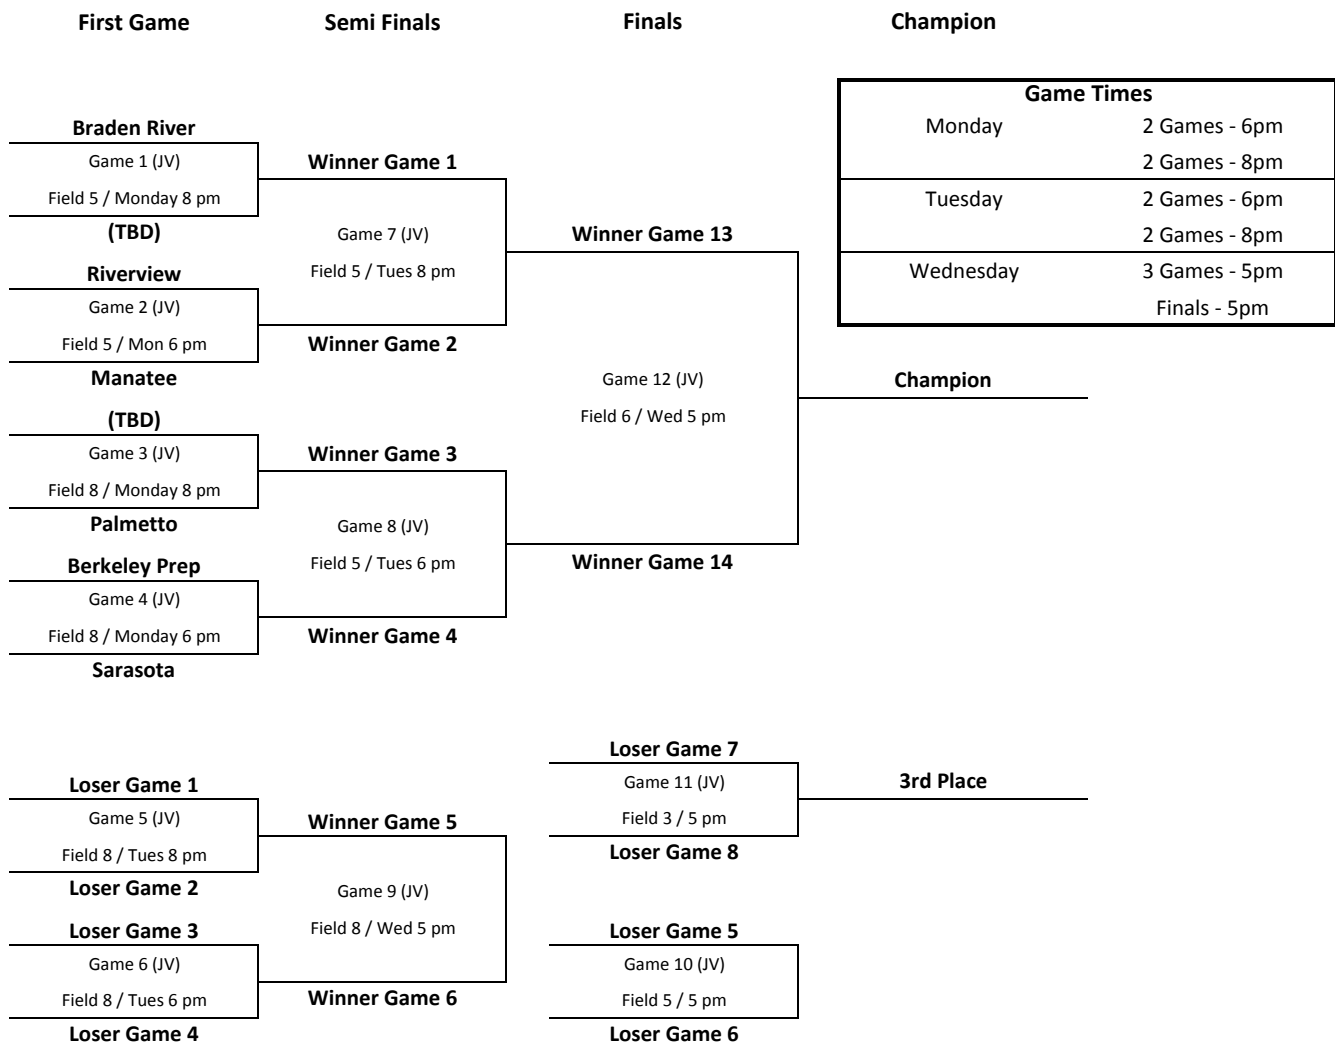 First Game
Semi Finals
Finals
Champion
Game Times
Monday 2 Games - 6pm
2 Games - 8pm
Tuesday 2 Games - 6pm
2 Games - 8pm
Wednesday 3 Games - 5pm
Finals - 5pm
Braden River
Game 1 (JV)
Field 5 / Monday 8 pm
(TBD)
Riverview
Game 2 (JV)
Field 5 / Mon 6 pm
Manatee
(TBD)
Game 3 (JV)
Field 8 / Monday 8 pm
Palmetto
Berkeley Prep
Game 4 (JV)
Field 8 / Monday 6 pm
Sarasota
Winner Game 1
Game 7 (JV)
Field 5 / Tues 8 pm
Winner Game 2
Winner Game 3
Game 8 (JV)
Field 5 / Tues 6 pm
Winner Game 4
Winner Game 13
Game 12 (JV)
Field 6 / Wed 5 pm
Winner Game 14
Champion
Loser Game 1
Game 5 (JV)
Field 8 / Tues 8 pm
Loser Game 2
Loser Game 3
Game 6 (JV)
Field 8 / Tues 6 pm
Loser Game 4
Winner Game 5
Game 9 (JV)
Field 8 / Wed 5 pm
Winner Game 6
Loser Game 7
Game 11 (JV)
Field 3 / 5 pm
Loser Game 8
3rd Place
Loser Game 5
Game 10 (JV)
Field 5 / 5 pm
Loser Game 6